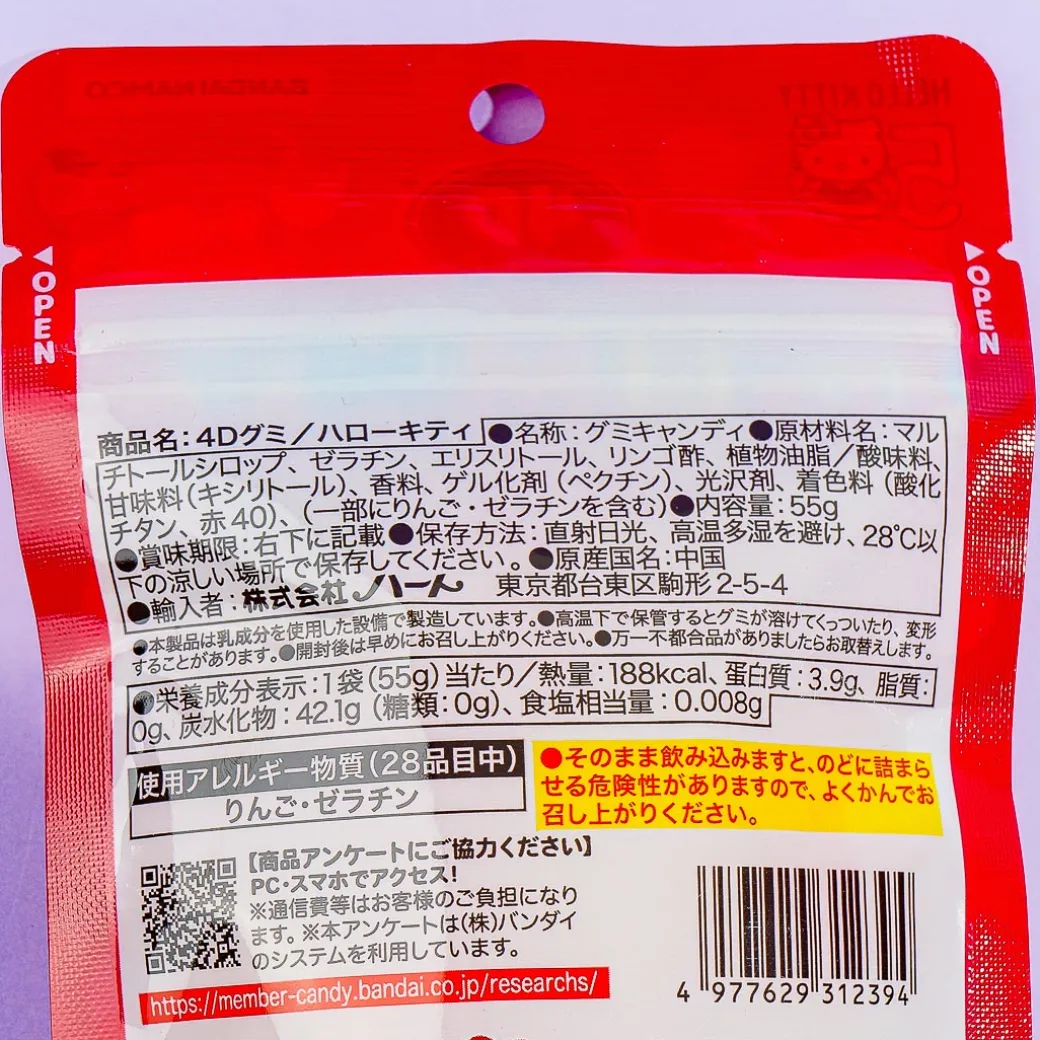 OPEN
OPEN
商品名:4Dグミ/ハローキティ ●名称:グミキャンディ●原材料名:マル
チトールシロップ、ゼラチン、エリスリトール、リンゴ酢、植物油脂/酸味料、
甘味料(キシリトール)、香料、ゲル化剤(ペクチン)、光沢剤、着色料(酸化
チタン、赤40)、(一部にりんご・ゼラチンを含む)●内容量:55g
●賞味期限:右下に記載●保存方法:直射日光、高温多湿を避け、28℃以
下の涼しい場所で保存してください。●原産国名:中国
●輸入者:株式会社ハート 東京都台東区駒形2-5-4
●本製品は乳成分を使用した設備で製造しています。●高温下で保管するとグミが溶けてくっついたり、変形
することがあります。●開封後は早めにお召し上がりください。●万一不都合品がありましたらお取替えします。
●栄養成分表示:1袋(55g)当たり/熱量:188kcal、蛋白質:3.9g、脂質:
0g、炭水化物:42.1g(糖類:0g)、食塩相当量:0.008g
使用アレルギー物質(28品目中)
りんご・ゼラチン
●そのまま飲み込みますと、のどに詰まら
せる危険性がありますので、よくかんでお
召し上がりください。
【商品アンケートにご協力ください】
PC・スマホでアクセス!
※通信費等はお客様のご負担になり
ます。※本アンケートは(株)バンダイ
のシステムを利用しています。
https://member-candy.bandai.co.jp/researchs/
4 977629 312394